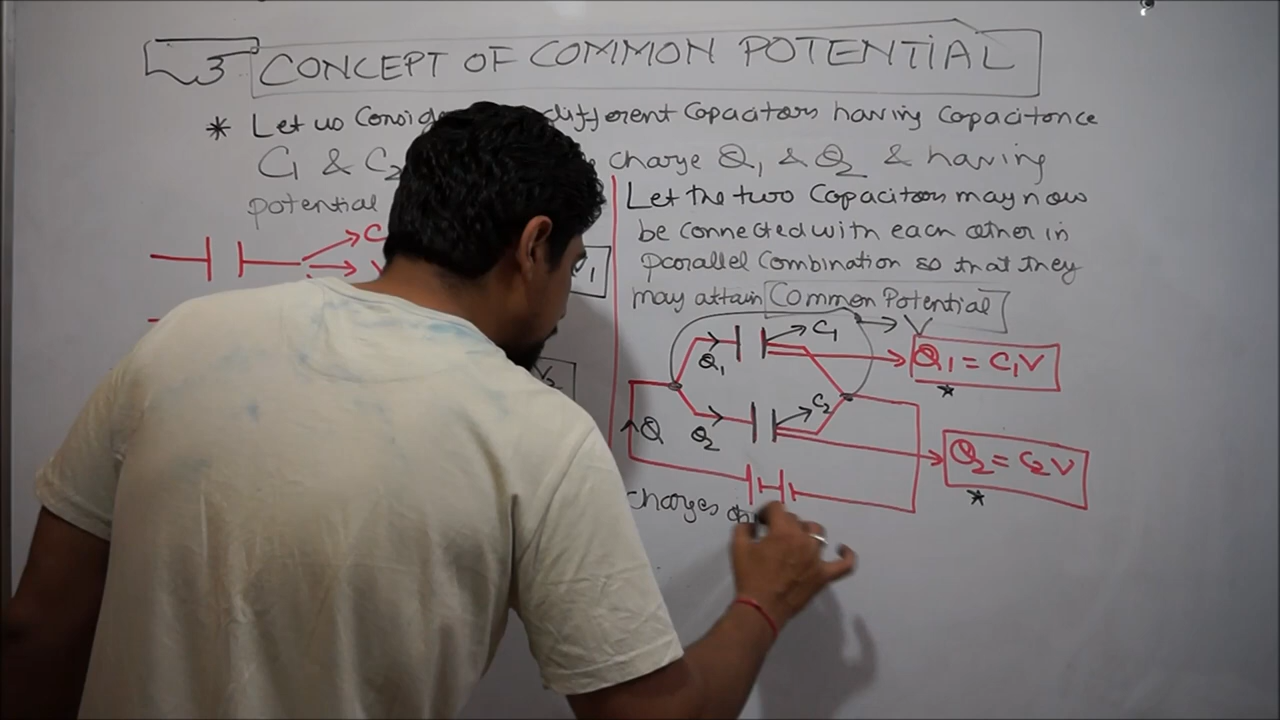 3 CONCEPT OF COMMON POTENTIAL
* Let us different Capacitors having Capacitonce
C1 & C2 charge Q1 & Q2 & having
potential
C
Let the two Capacitors may now
be connected with each other in
parallel Combination so that they
may attain Common Potential
V
C1
Q1
Q1 = C1V
*
C2
Q2
Q
Q2 = C2V
*
charges